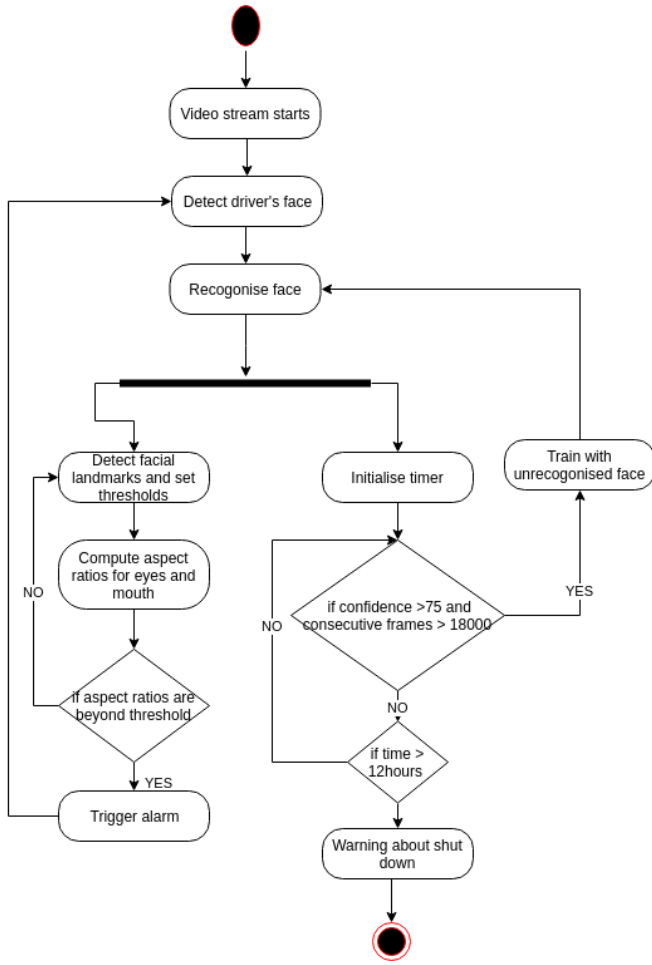 Video stream starts
Detect driver's face
Recogonise face
Detect facial
landmarks and set
thresholds
Initialise timer
Train with
unrecogonised face
Compute aspect
ratios for eyes and
mouth
NO
if confidence >75 and
consecutive frames > 18000
YES
NO
if aspect ratios are
beyond threshold
NO
if time >
12hours
YES
Trigger alarm
Warning about shut
down